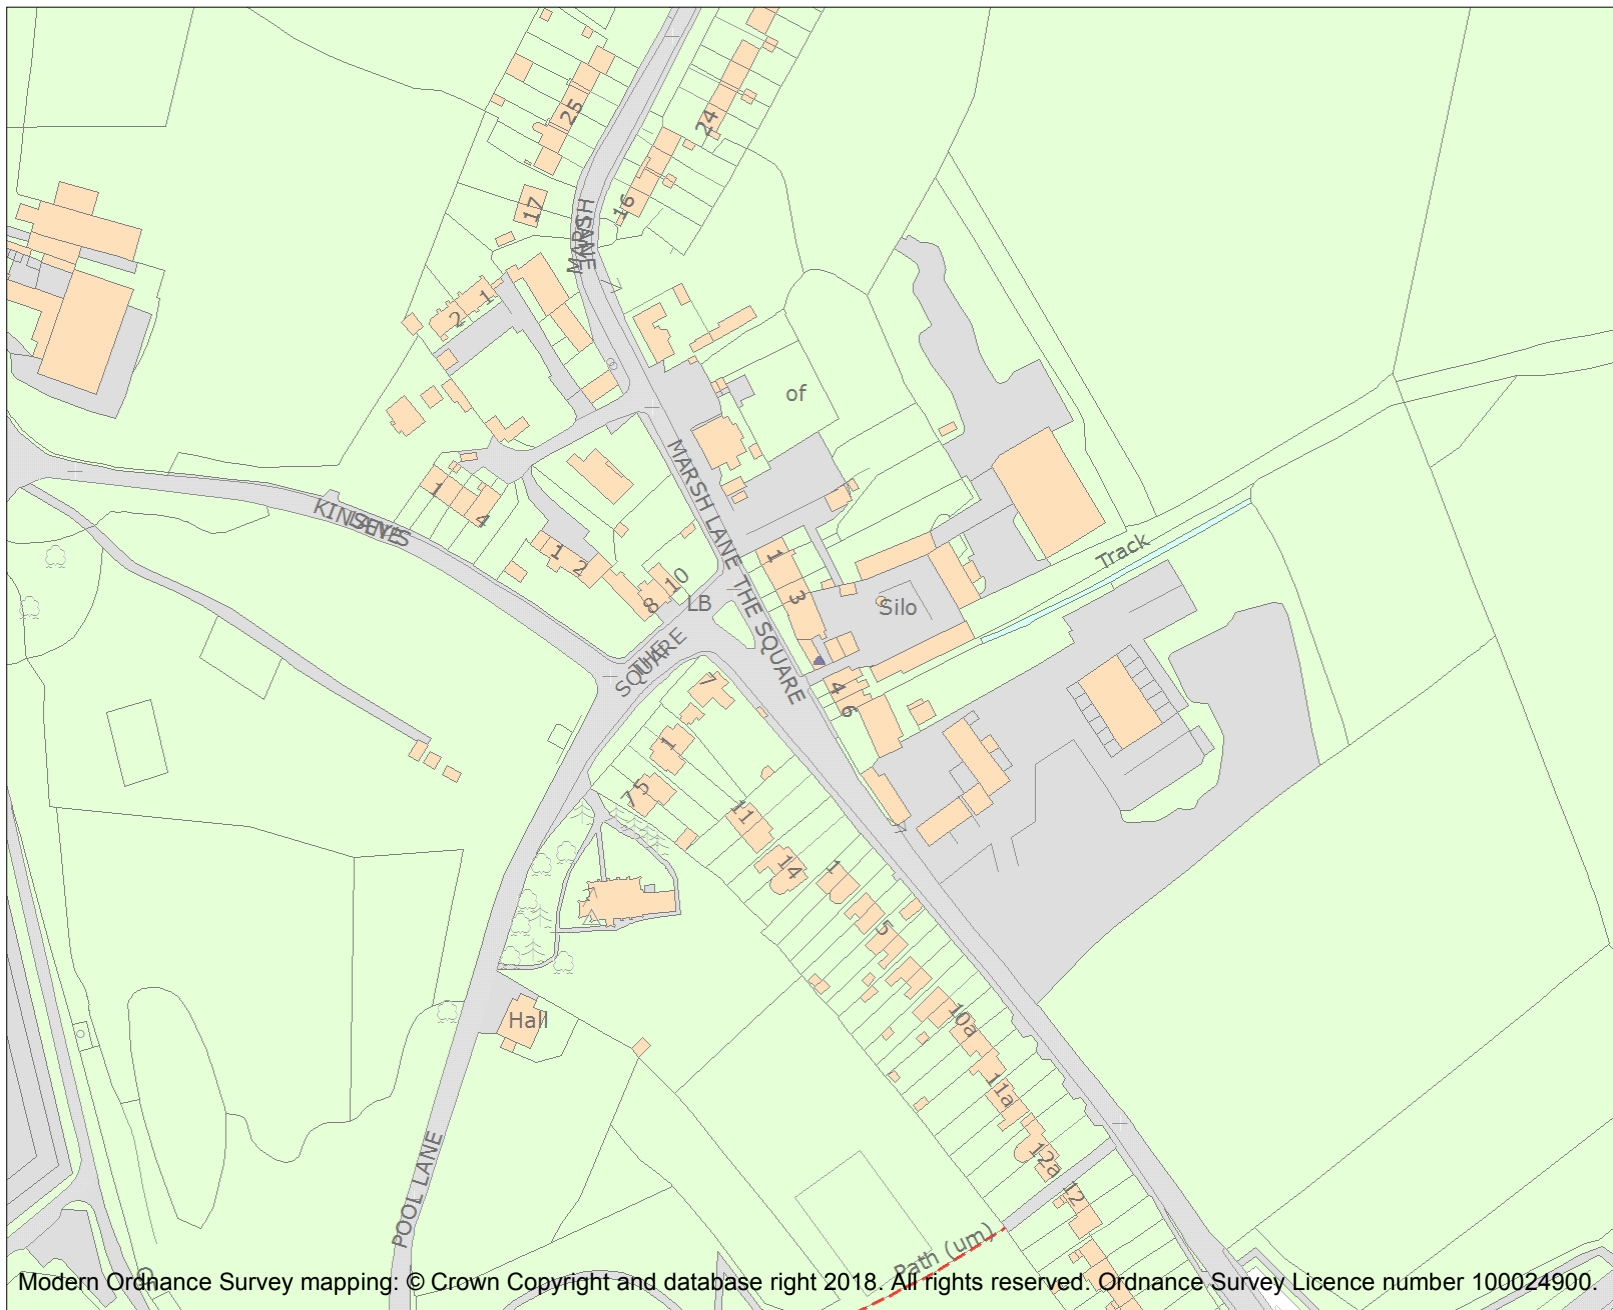 25
24
17
16
MARSH
LANE
1
2
of
MARSH LANE
KINSEYS
LANE
1
4
1
2
8
10
LB
1
3
Track
Silo
THE SQUARE
THE
SQUARE
7
4
6
1
5
7
11
14
1
5
10a
Hall
11a
12a
12
POOL LANE
Path (um)
Modern Ordnance Survey mapping: © Crown Copyright and database right 2018. All rights reserved. Ordnance Survey Licence number 100024900.